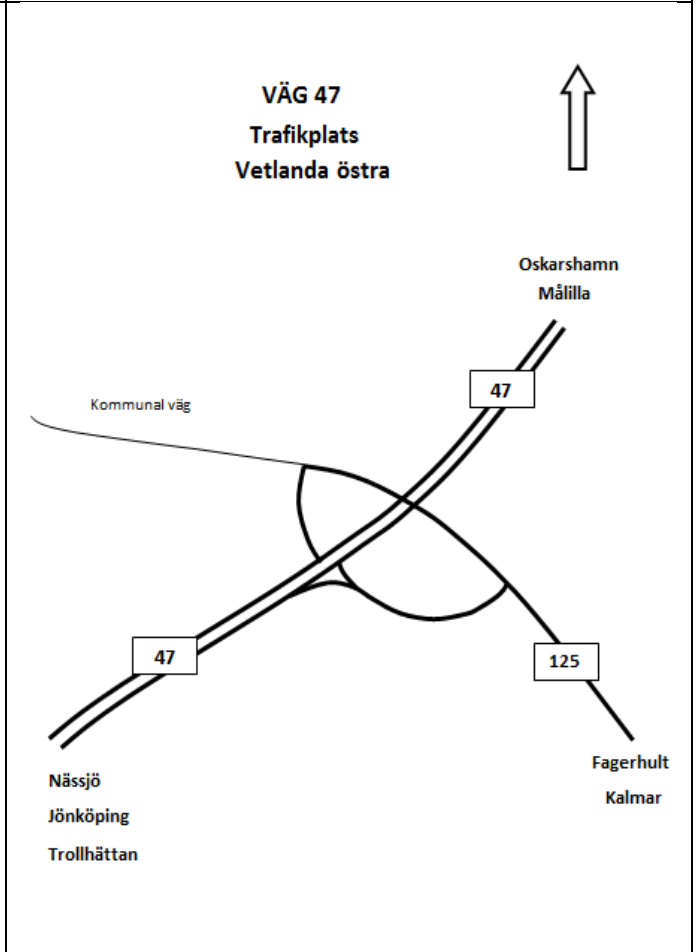 VÄG 47
Trafikplats
Vetlanda östra
Oskarshamn
Målilla
47
Kommunal väg
47
125
Fagerhult
Kalmar
Nässjö
Jönköping
Trollhättan